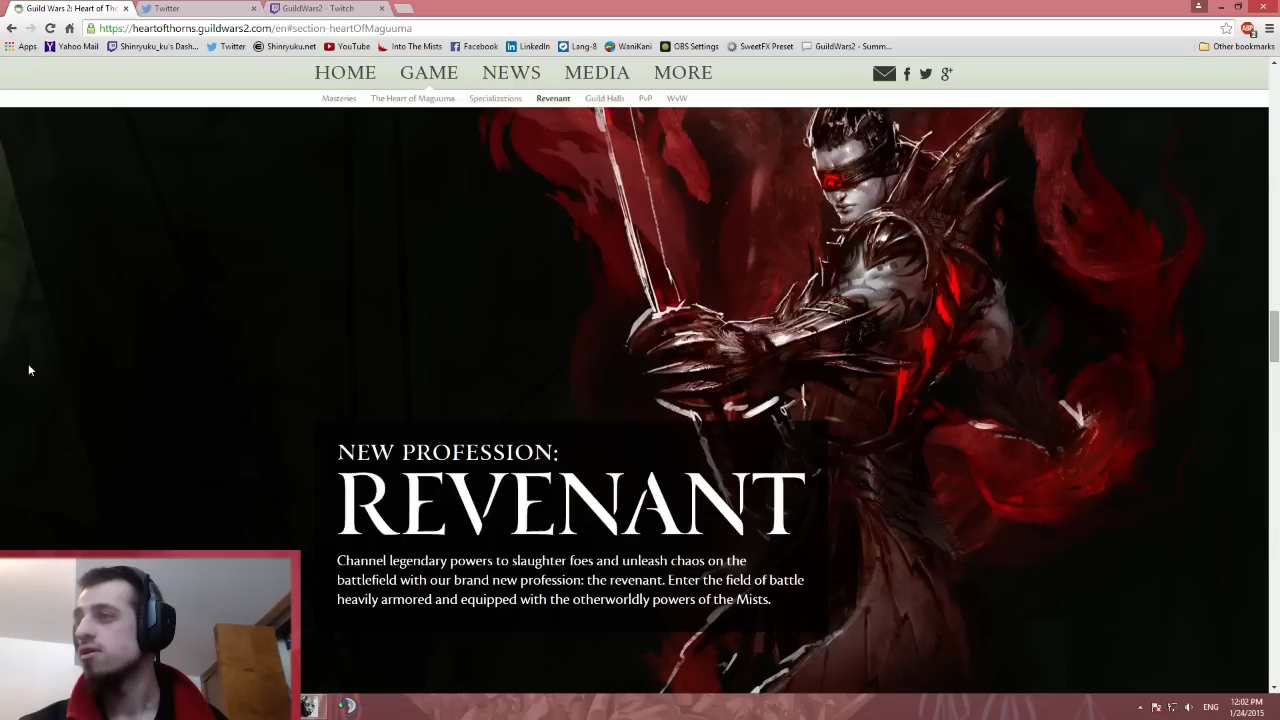 Guild Wars 2: Heart of Tho
Twitter
GuildWars2 - Twitch
https://heartofthorns.guildwars2.com/en#section-heartOfMaguuma
Apps
Yahoo Mail
Shinryuku_ku's Dash...
Twitter
Shinryuku.net
YouTube
Into The Mists
Facebook
LinkedIn
Lang-8
WaniKani
OBS Settings
SweetFX Preset
GuildWars2 - Summ...
Other bookmarks
HOME GAME NEWS MEDIA MORE
Masteries The Heart of Maguuma Specializations Revenant Guild Halls PvP WvW
NEW PROFESSION:
REVENANT
Channel legendary powers to slaughter foes and unleash chaos on the
battlefield with our brand new profession: the revenant. Enter the field of battle
heavily armored and equipped with the otherworldly powers of the Mists.
ENG
12:02 PM
1/24/2015